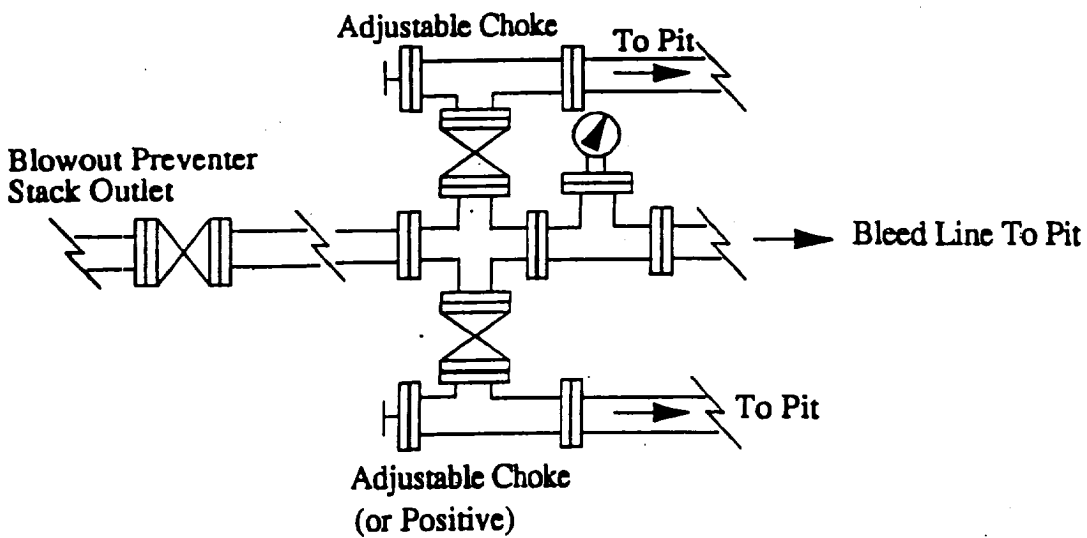 Adjustable Choke
To Pit
Blowout Preventer
Stack Outlet
Bleed Line To Pit
To Pit
Adjustable Choke
(or Positive)